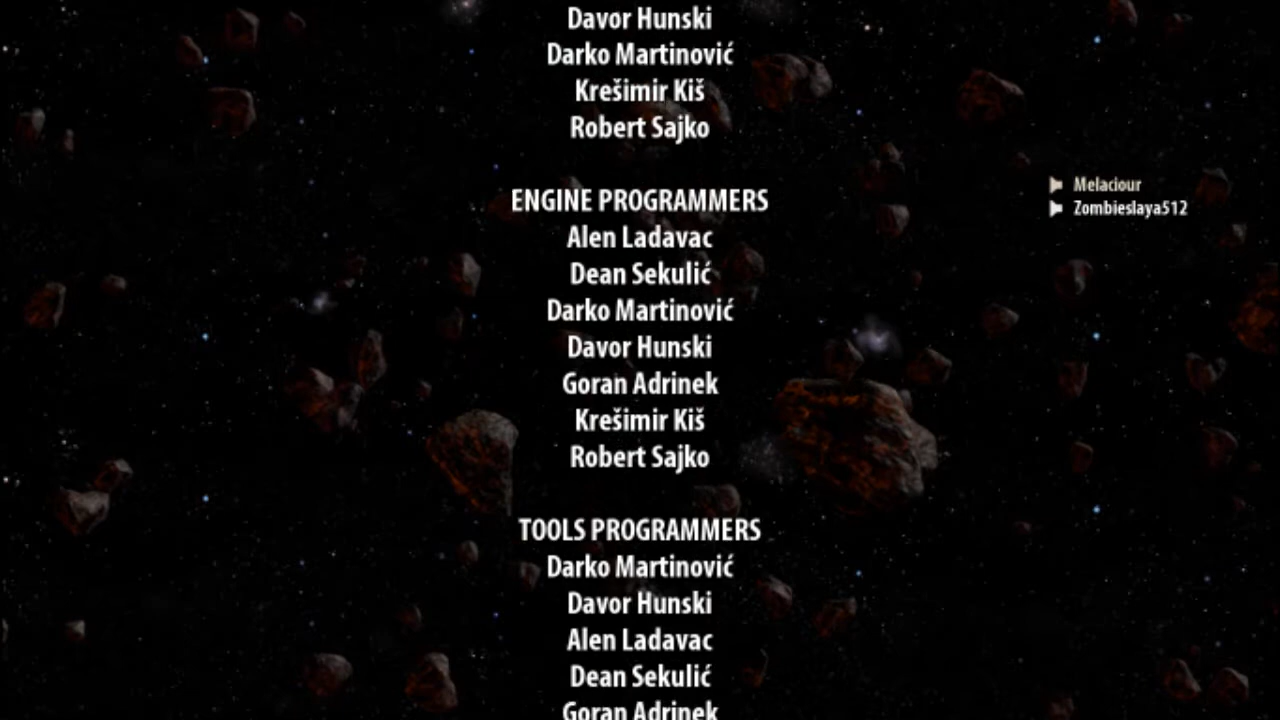 Davor Hunski
Darko Martinović
Krešimir Kiš
Robert Sajko
ENGINE PROGRAMMERS
Alen Ladavac
Dean Sekulić
Darko Martinović
Davor Hunski
Goran Adrinek
Krešimir Kiš
Robert Sajko
TOOLS PROGRAMMERS
Darko Martinović
Davor Hunski
Alen Ladavac
Dean Sekulić
Goran Adrinek
Melaciour
Zombieslaya512